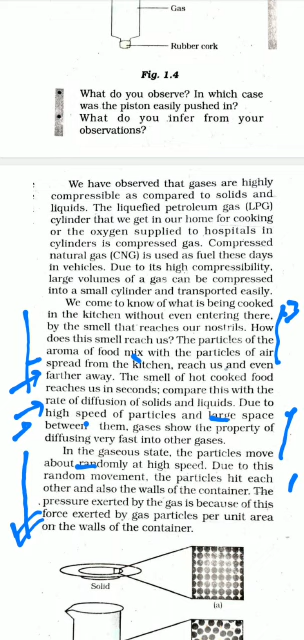 Gas
Rubber cork
Fig. 1.4
• What do you observe? In which case
was the piston easily pushed in?
• What do you infer from your
observations?
We have observed that gases are highly
compressible as compared to solids and
liquids. The liquefied petroleum gas (LPG)
cylinder that we get in our home for cooking
or the oxygen supplied to hospitals in
cylinders is compressed gas. Compressed
natural gas (CNG) is used as fuel these days
in vehicles. Due to its high compressibility,
large volumes of a gas can be compressed
into a small cylinder and transported easily.
We come to know of what is being cooked
in the kitchen without even entering there,
by the smell that reaches our nostrils. How
does this smell reach us? The particles of the
aroma of food mix with the particles of air
spread from the kitchen, reach us and even
farther away. The smell of hot cooked food
reaches us in seconds; compare this with the
rate of diffusion of solids and liquids. Due to
high speed of particles and large space
between them, gases show the property of
diffusing very fast into other gases.
In the gaseous state, the particles move
about randomly at high speed. Due to this
random movement, the particles hit each
other and also the walls of the container. The
pressure exerted by the gas is because of this
force exerted by gas particles per unit area
on the walls of the container.
Solid
(a)